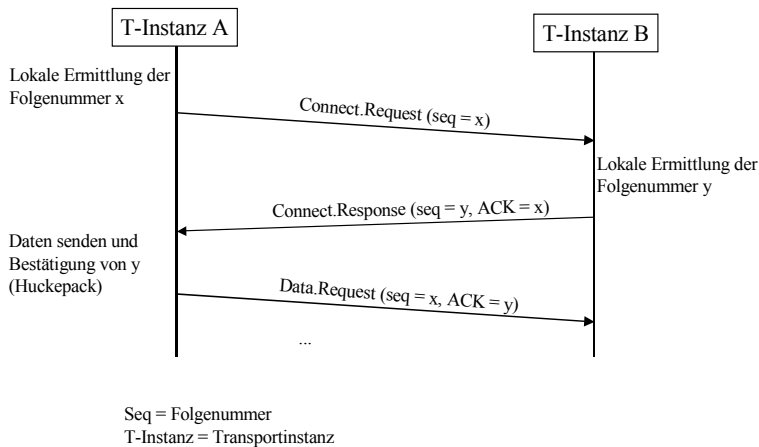 T-Instanz A
T-Instanz B
Lokale Ermittlung der
Folgenummer x
Connect.Request (seq = x)
Lokale Ermittlung der
Folgenummer y
Connect.Response (seq = y, ACK = x)
Daten senden und
Bestätigung von y
(Huckepack)
Data.Request (seq = x, ACK = y)
...
Seq = Folgenummer
T-Instanz = Transportinstanz